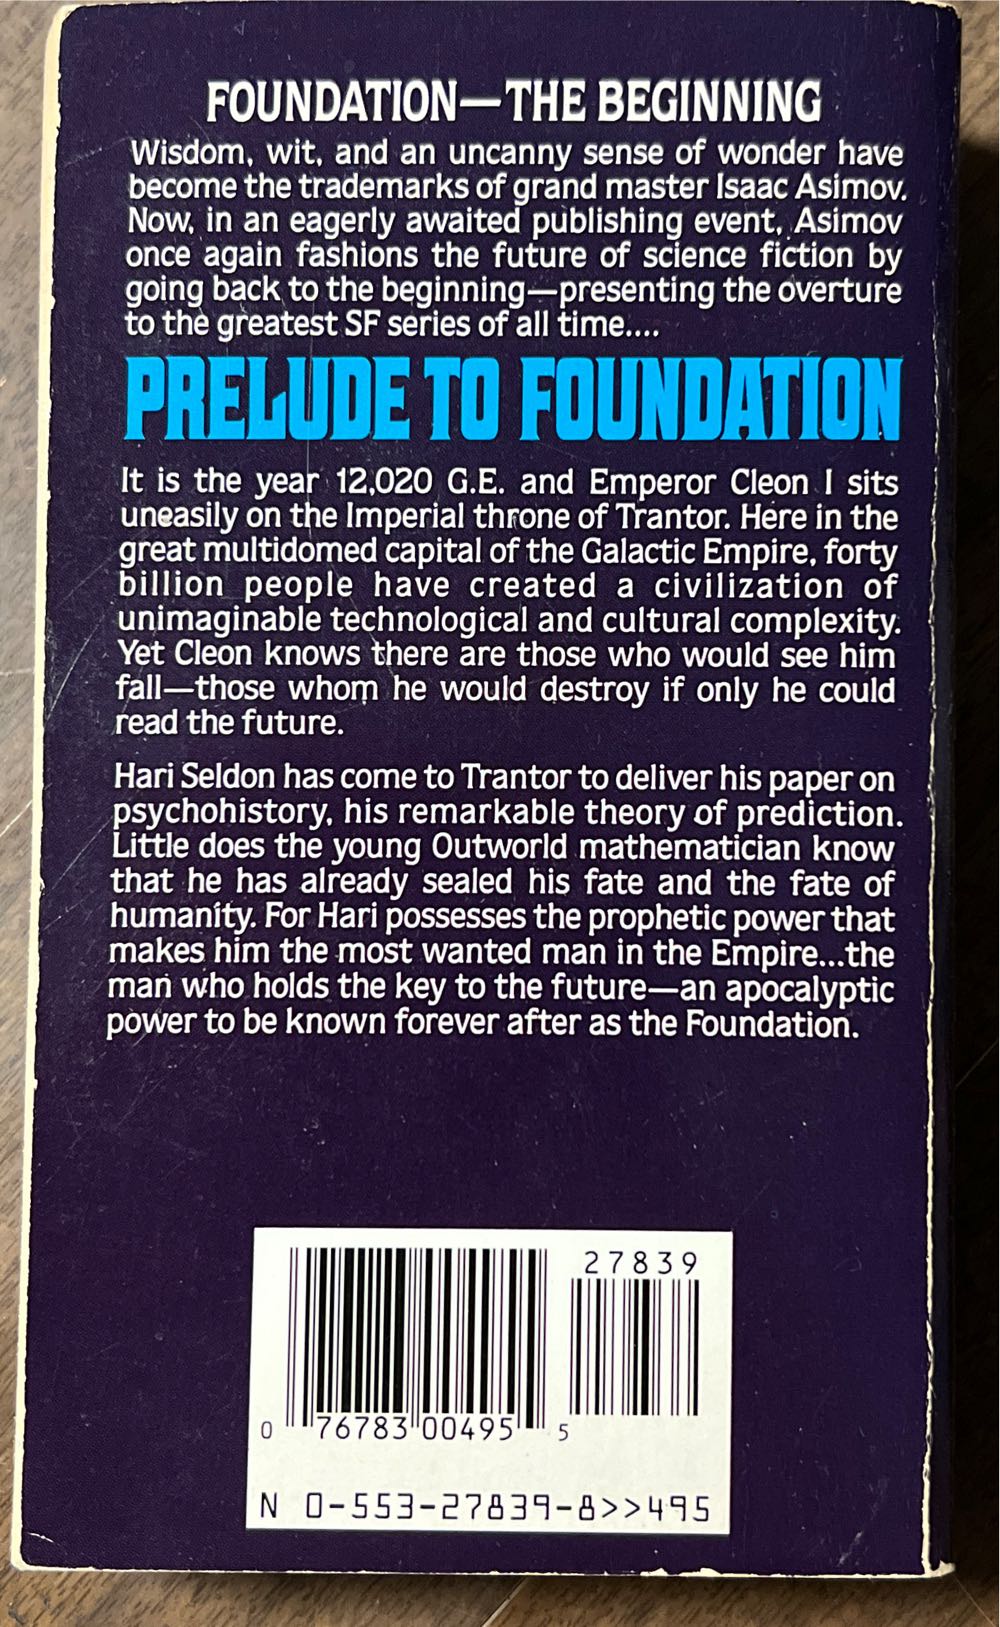 FOUNDATION—THE BEGINNING
Wisdom, wit, and an uncanny sense of wonder have
become the trademarks of grand master Isaac Asimov.
Now, in an eagerly awaited publishing event, Asimov
once again fashions the future of science fiction by
going back to the beginning—presenting the overture
to the greatest SF series of all time....
PRELUDE TO FOUNDATION
It is the year 12,020 G.E. and Emperor Cleon I sits
uneasily on the Imperial throne of Trantor. Here in the
great multidomed capital of the Galactic Empire, forty
billion people have created a civilization of
unimaginable technological and cultural complexity.
Yet Cleon knows there are those who would see him
fall—those whom he would destroy if only he could
read the future.
Hari Seldon has come to Trantor to deliver his paper on
psychohistory, his remarkable theory of prediction.
Little does the young Outworld mathematician know
that he has already sealed his fate and the fate of
humanity. For Hari possesses the prophetic power that
makes him the most wanted man in the Empire...the
man who holds the key to the future—an apocalyptic
power to be known forever after as the Foundation.
27839
0 76783 00495 5
N 0-553-27839-8>>495